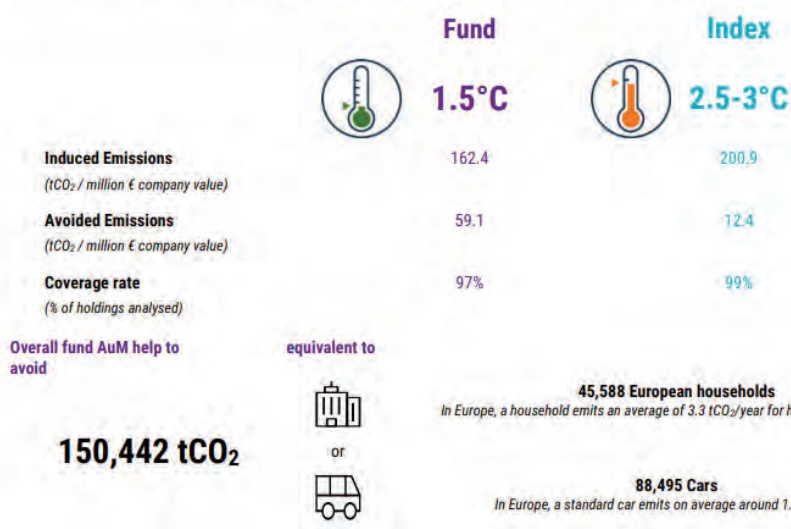 Fund Index
1.5°C 2.5-3°C
Induced Emissions 162.4 200.9
(tCO₂ / million € company value)
Avoided Emissions 59.1 12.4
(tCO₂ / million € company value)
Coverage rate 97% 99%
(% of holdings analysed)
Overall fund AuM help to equivalent to
avoid
45,588 European households
In Europe, a household emits an average of 3.3 tCO₂/year for h
150,442 tCO₂ or
88,495 Cars
In Europe, a standard car emits on average around 1.